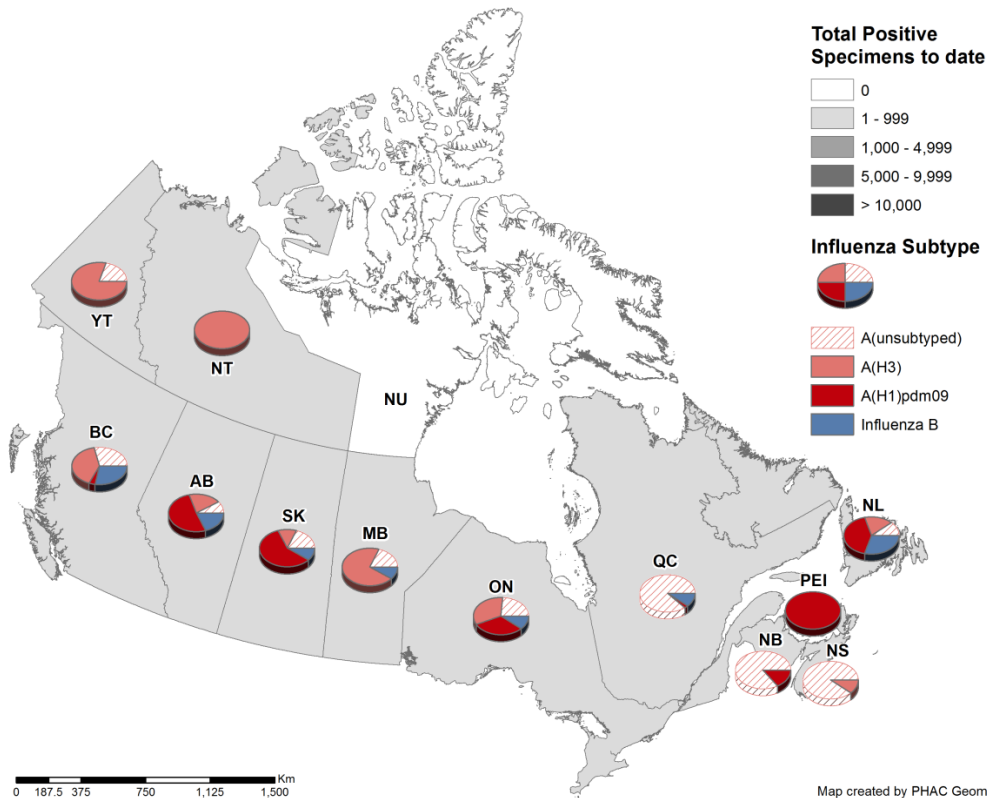 Total Positive
Specimens to date
0
1 - 999
1,000 - 4,999
5,000 - 9,999
> 10,000
Influenza Subtype
A(unsubtyped)
A(H3)
A(H1)pdm09
Influenza B
YT
NT
NU
BC
AB
SK
MB
ON
QC
NL
PEI
NB
NS
Km
0 187.5 375 750 1,125 1,500
Map created by PHAC Geom